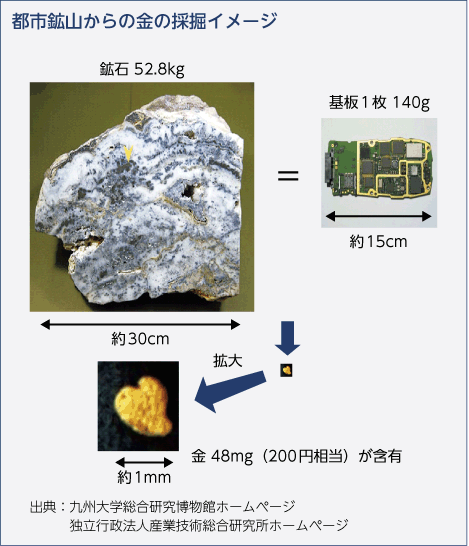 都市鉱山からの金の採掘イメージ
鉱石 52.8kg
基板1枚 140g
=
約15cm
約30cm
拡大
金 48mg（200円相当）が含有
約1mm
出典：九州大学総合研究博物館ホームページ
独立行政法人産業技術総合研究所ホームページ